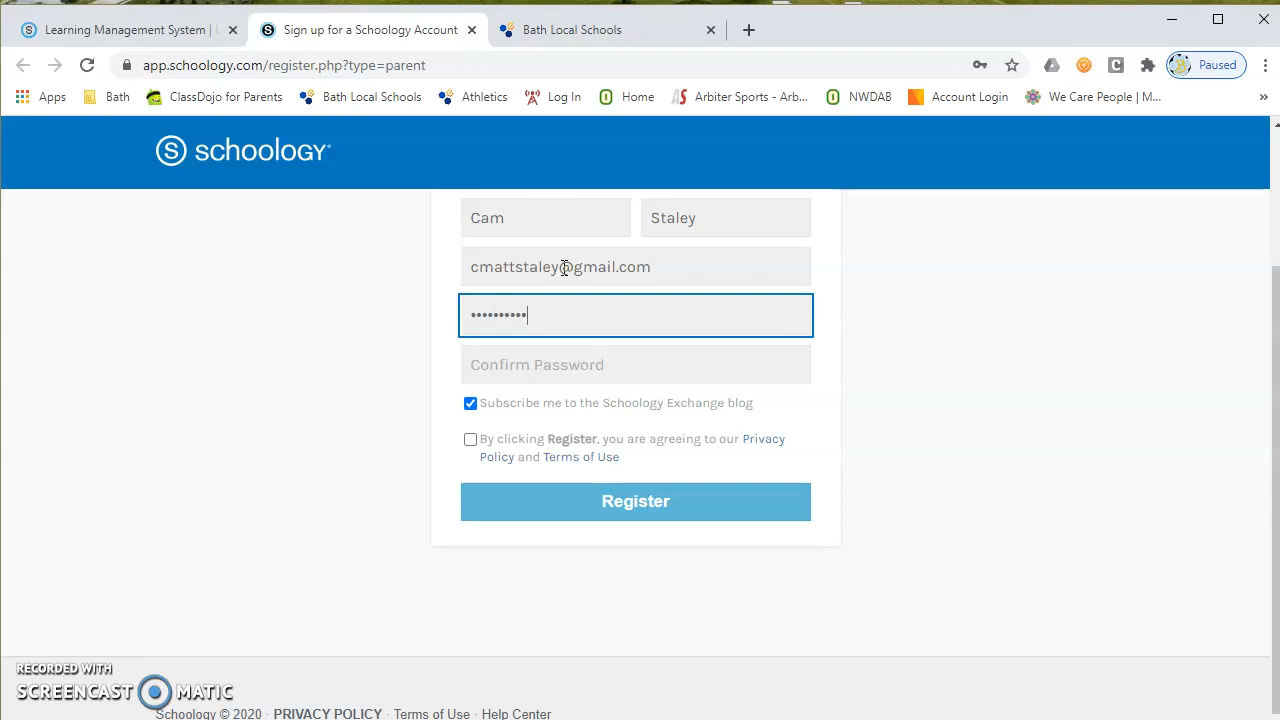 Learning Management System | L
Sign up for a Schoology Account
Bath Local Schools
app.schoology.com/register.php?type=parent
Paused
Apps
Bath
ClassDojo for Parents
Bath Local Schools
Athletics
Log In
Home
Arbiter Sports - Arb...
NWDAB
Account Login
We Care People | M...
schoology
Cam
Staley
cmattstaley@gmail.com
••••••••••
Confirm Password
Subscribe me to the Schoology Exchange blog
By clicking Register, you are agreeing to our Privacy
Policy and Terms of Use
Register
RECORDED WITH
SCREENCAST MATIC
Schoology © 2020 · PRIVACY POLICY · Terms of Use · Help Center